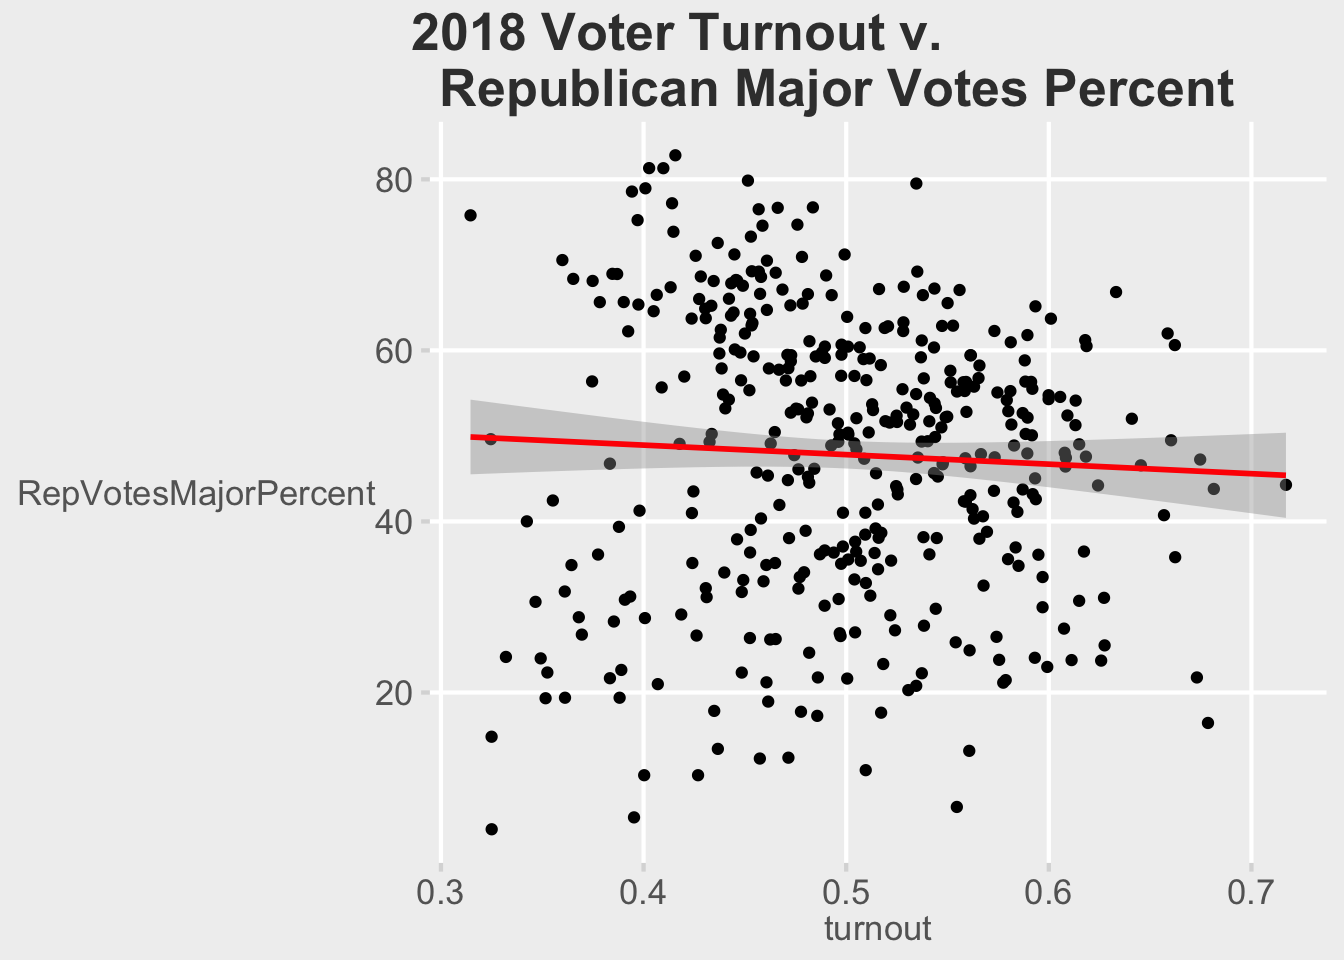 2018 Voter Turnout v.
Republican Major Votes Percent
80
60
RepVotesMajorPercent
40
20
0.3 0.4 0.5 0.6 0.7
turnout